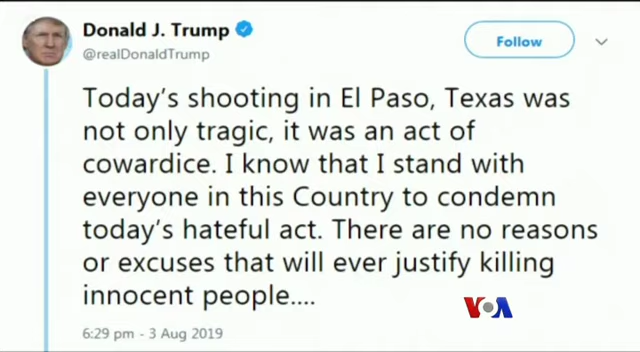 Donald J. Trump
@realDonaldTrump
Follow
Today's shooting in El Paso, Texas was
not only tragic, it was an act of
cowardice. I know that I stand with
everyone in this Country to condemn
today's hateful act. There are no reasons
or excuses that will ever justify killing
innocent people....
VOA
6:29 pm - 3 Aug 2019